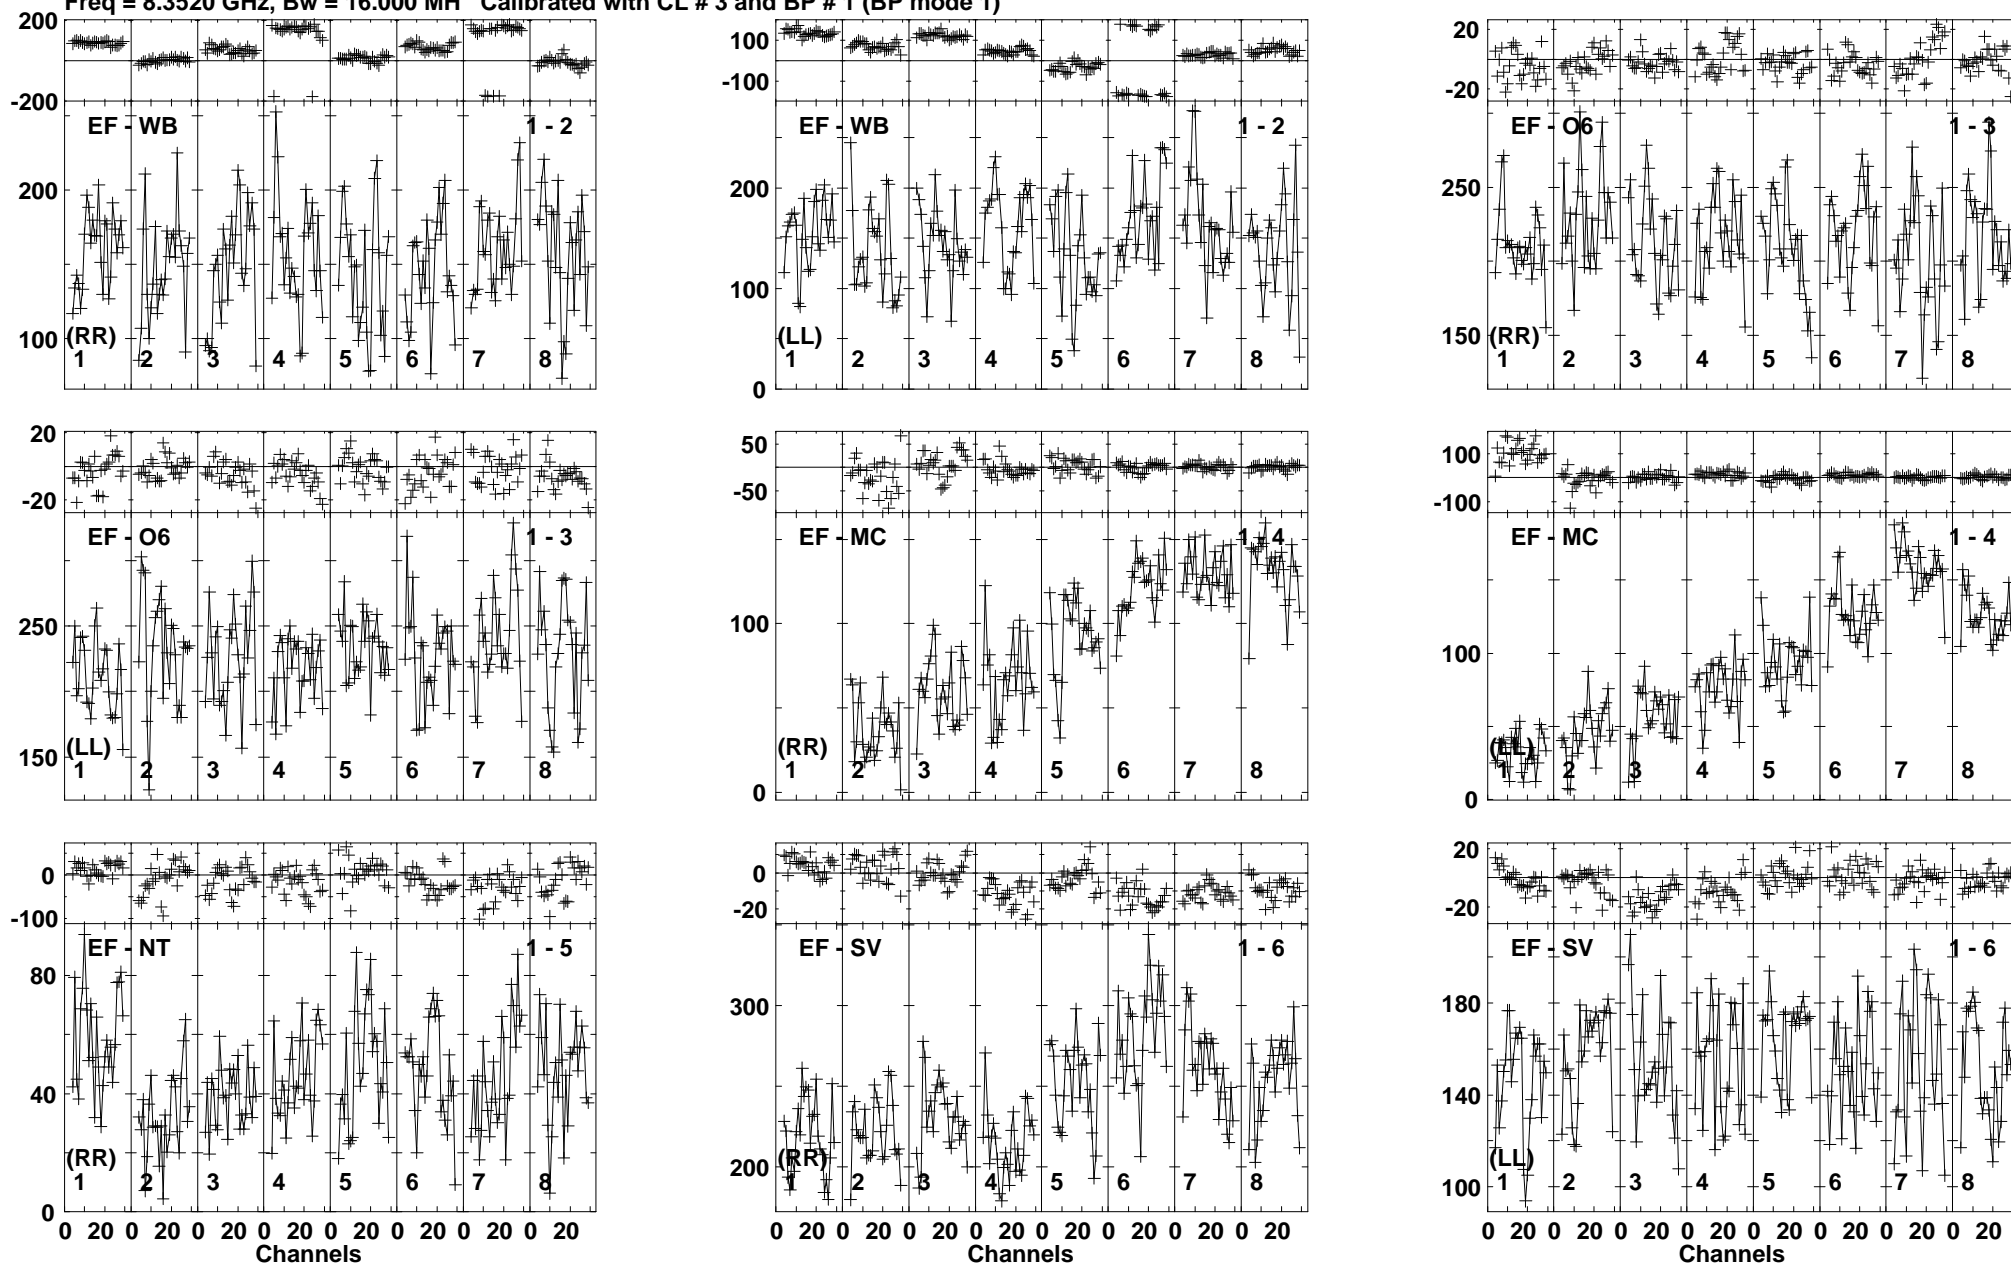 Freq = 8.3520 GHz, Bw = 16.000 MH Calibrated with CL # 3 and BP # 1 (BP mode 1)
200
-200
EF - WB 1 - 2
200
100
(RR)
1 2 3 4 5 6 7 8
100
-100
EF - WB 1 - 2
200
100
0
(LL)
1 2 3 4 5 6 7 8
20
-20
EF - O6 1 - 3
250
150
(RR)
1 2 3 4 5 6 7 8
20
-20
EF - O6 1 - 3
250
150
(LL)
1 2 3 4 5 6 7 8
50
-50
EF - MC 1 - 4
100
0
(RR)
1 2 3 4 5 6 7 8
100
-100
EF - MC 1 - 4
100
0
(LL)
1 2 3 4 5 6 7 8
0
-100
EF - NT 1 - 5
80
40
0
(RR)
1 2 3 4 5 6 7 8
0 20 0 20 0 20 0 20 0 20 0 20 0 20 0 20
Channels
0
-20
EF - SV 1 - 6
300
200
(RR)
1 2 3 4 5 6 7 8
0 20 0 20 0 20 0 20 0 20 0 20 0 20 0 20
Channels
20
-20
EF - SV 1 - 6
180
140
100
(LL)
1 2 3 4 5 6 7 8
0 20 0 20 0 20 0 20 0 20 0 20 0 20 0 20
Channels